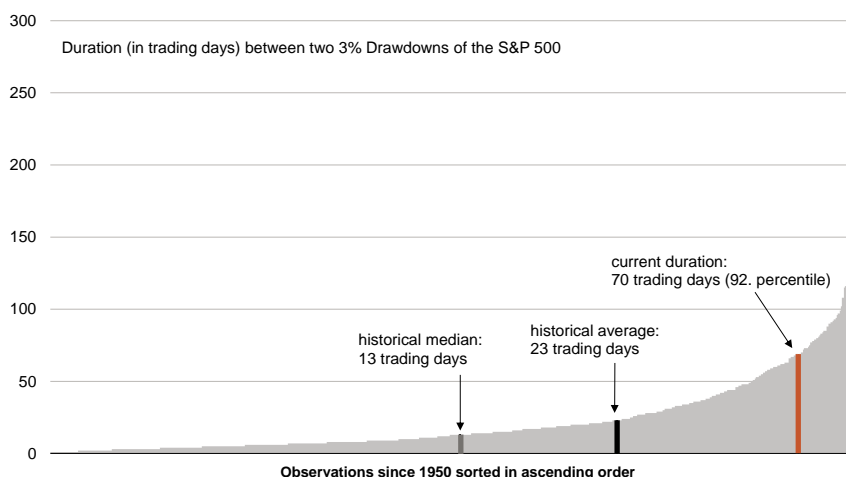 300
Duration (in trading days) between two 3% Drawdowns of the S&P 500
250
200
150
current duration:
70 trading days (92. percentile)
100
historical median:
13 trading days
historical average:
23 trading days
50
0
Observations since 1950 sorted in ascending order